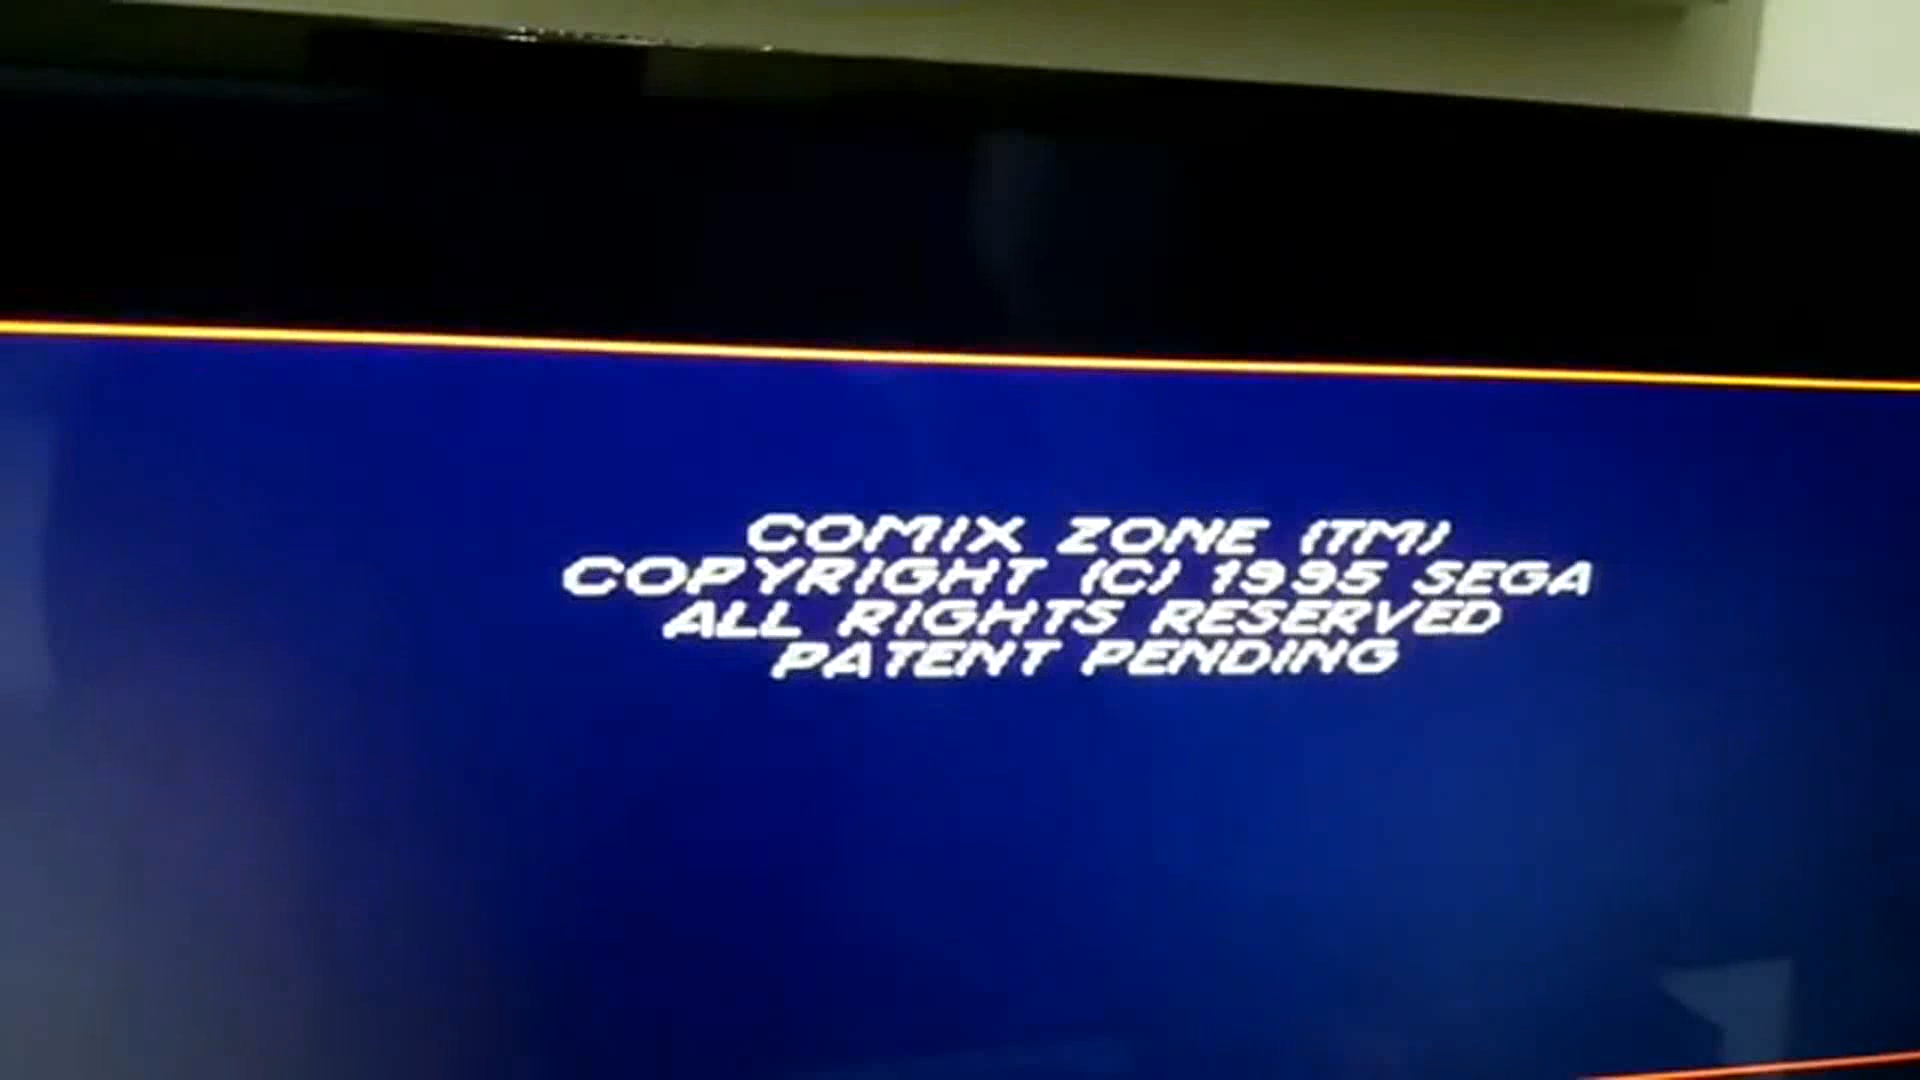 COMIX ZONE (TM)
COPYRIGHT (C) 1995 SEGA
ALL RIGHTS RESERVED
PATENT PENDING